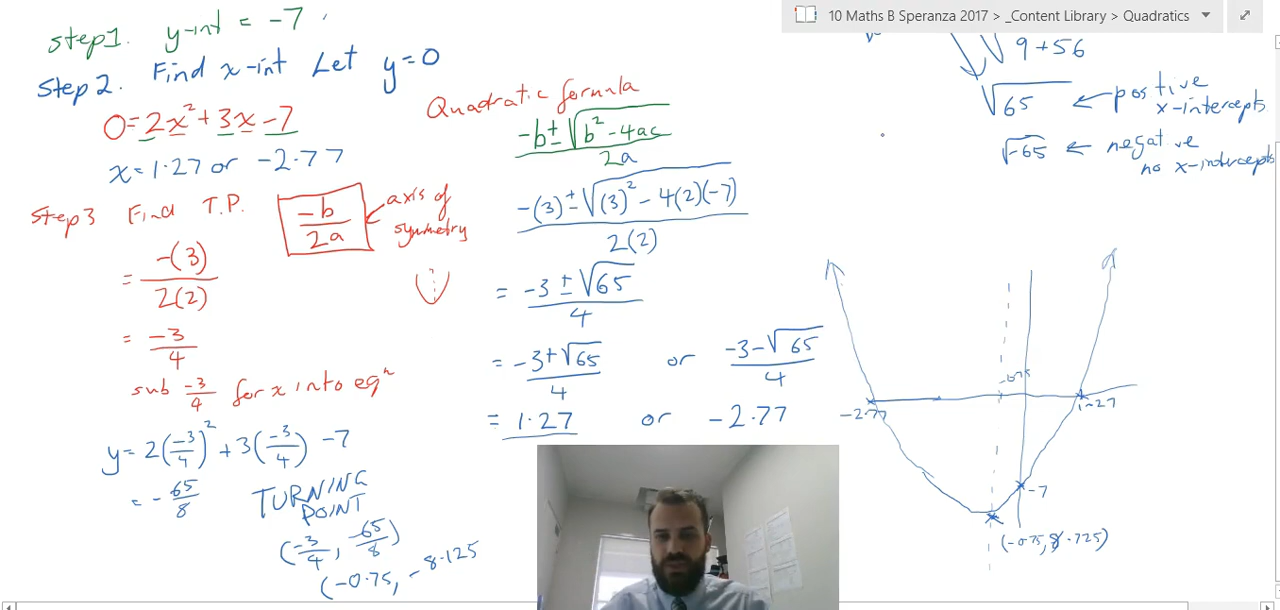 10 Maths B Speranza 2017 > _Content Library > Quadratics
step1. y-int = -7
Step 2. Find x-int Let y=0
0=2x²+3x-7
x=1.27 or -2.77
Step 3 Find T.P.
-b
2a
axis of
symmetry
= -(3)
2(2)
= -3
4
sub -3/4 for x into eqⁿ
y=2(-3/4)²+3(-3/4)-7
= -65/8
TURNING
POINT
(-3/4, -65/8)
(-0.75, -8.125
Quadratic formula
-b±√b²-4ac
2a
-(3)±√(3)²-4(2)(-7)
2(2)
= -3±√65
4
= -3+√65 or -3-√65
4 4
= 1.27 or -2.77
√9+56
√65 ← positive
x-intercepts
√-65 ← negative
no x-intercepts
-2.77
1.27
-7